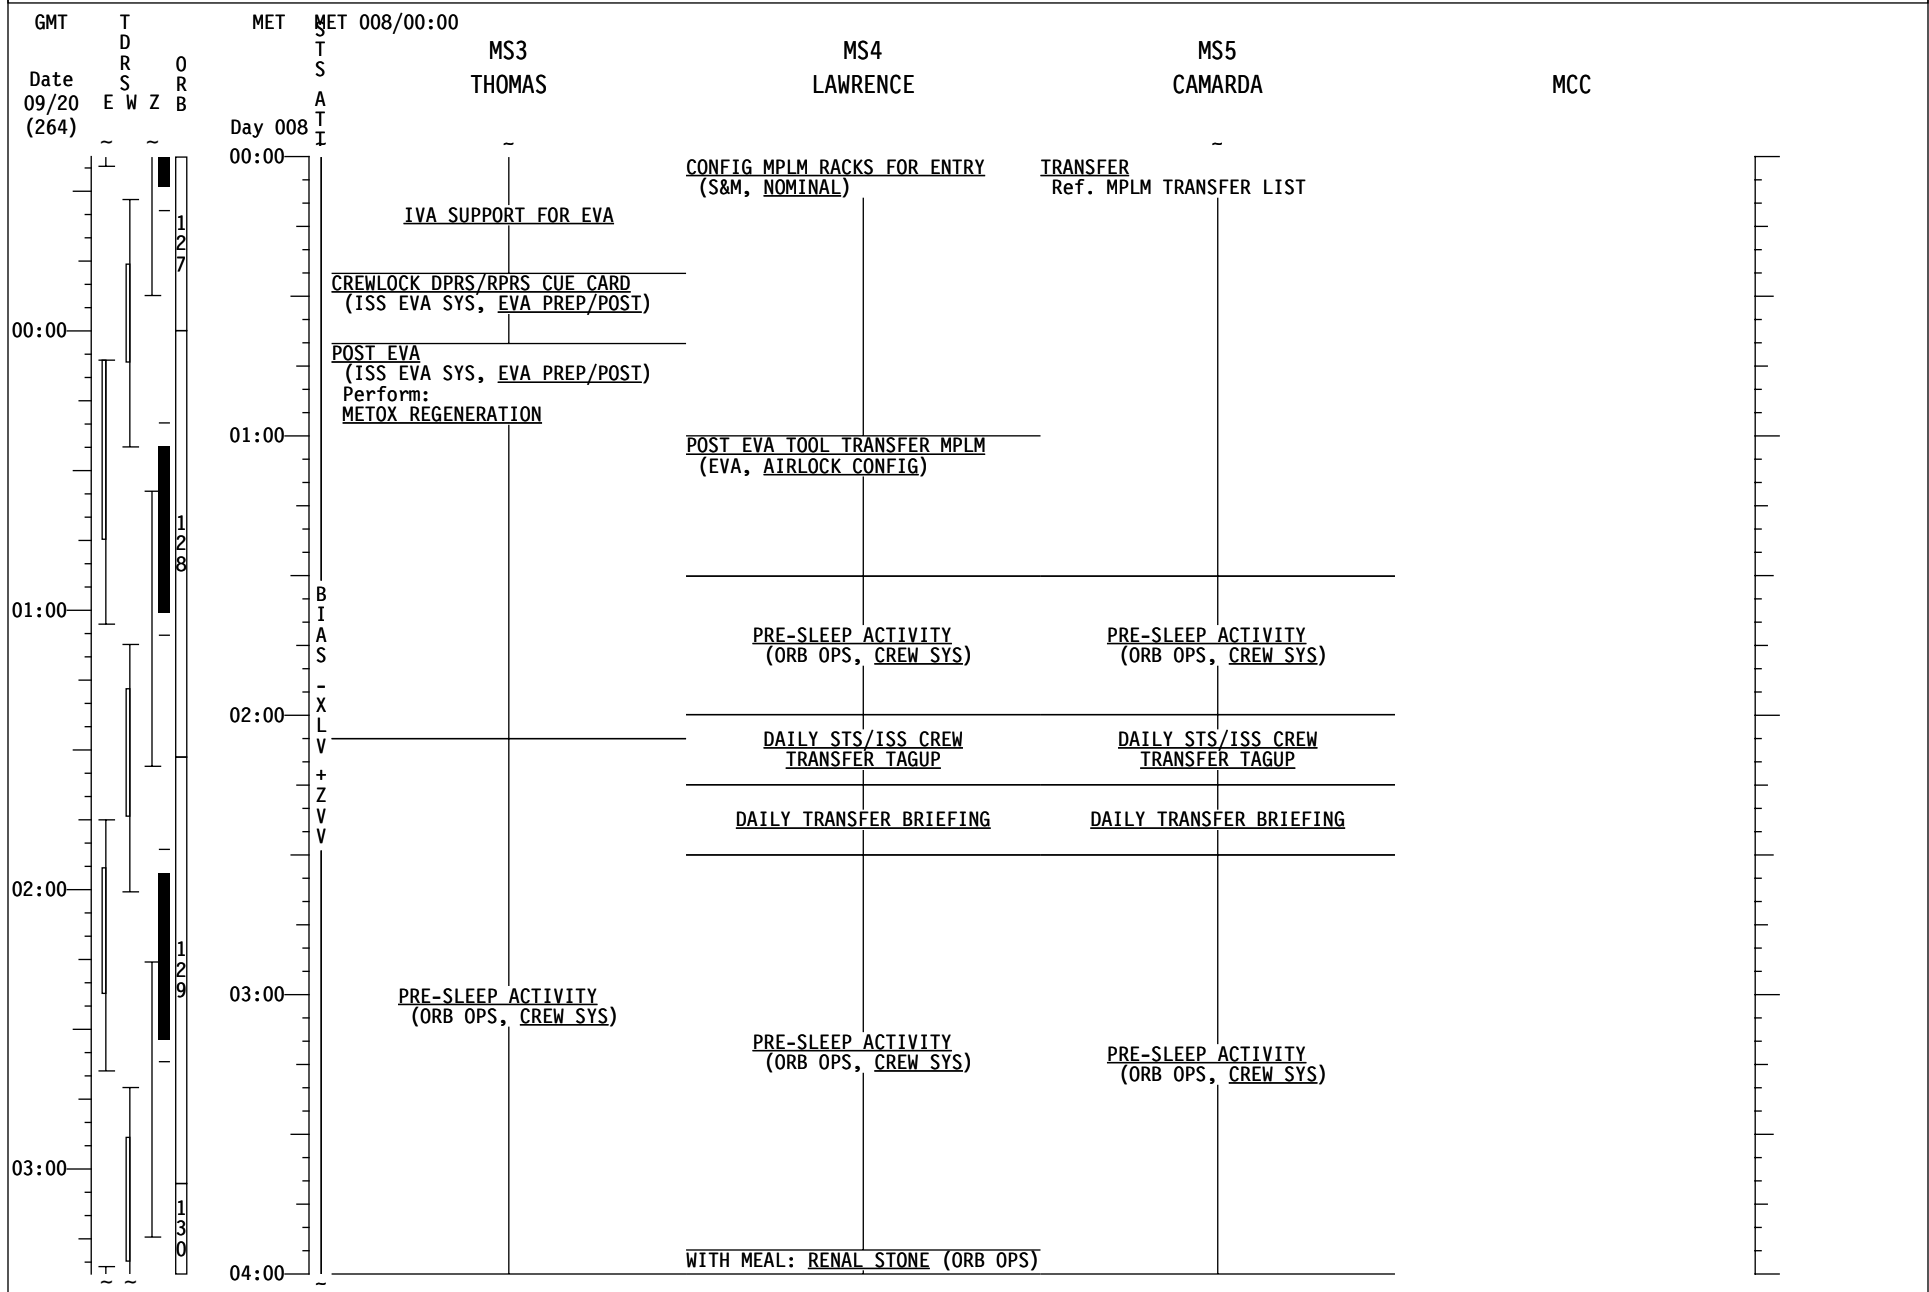 GMT
TDRS
MET
MET 008/00:00
STS ATT
ORB
MS3
MS4
MS5
Date
THOMAS
LAWRENCE
CAMARDA
MCC
09/20
E W Z
(264)
Day 008
~ ~ ~ ~ ~
00:00
CONFIG MPLM RACKS FOR ENTRY
(S&M, NOMINAL)
TRANSFER
Ref. MPLM TRANSFER LIST
IVA SUPPORT FOR EVA
127
CREWLOCK DPRS/RPRS CUE CARD
(ISS EVA SYS, EVA PREP/POST)
00:00
POST EVA
(ISS EVA SYS, EVA PREP/POST)
Perform:
METOX REGENERATION
01:00
POST EVA TOOL TRANSFER MPLM
(EVA, AIRLOCK CONFIG)
128
01:00
BIAS -XLV +ZVV
PRE-SLEEP ACTIVITY
(ORB OPS, CREW SYS)
PRE-SLEEP ACTIVITY
(ORB OPS, CREW SYS)
02:00
DAILY STS/ISS CREW
TRANSFER TAGUP
DAILY STS/ISS CREW
TRANSFER TAGUP
DAILY TRANSFER BRIEFING
DAILY TRANSFER BRIEFING
02:00
129
03:00
PRE-SLEEP ACTIVITY
(ORB OPS, CREW SYS)
PRE-SLEEP ACTIVITY
(ORB OPS, CREW SYS)
PRE-SLEEP ACTIVITY
(ORB OPS, CREW SYS)
03:00
130
WITH MEAL: RENAL STONE (ORB OPS)
04:00
~ ~ ~